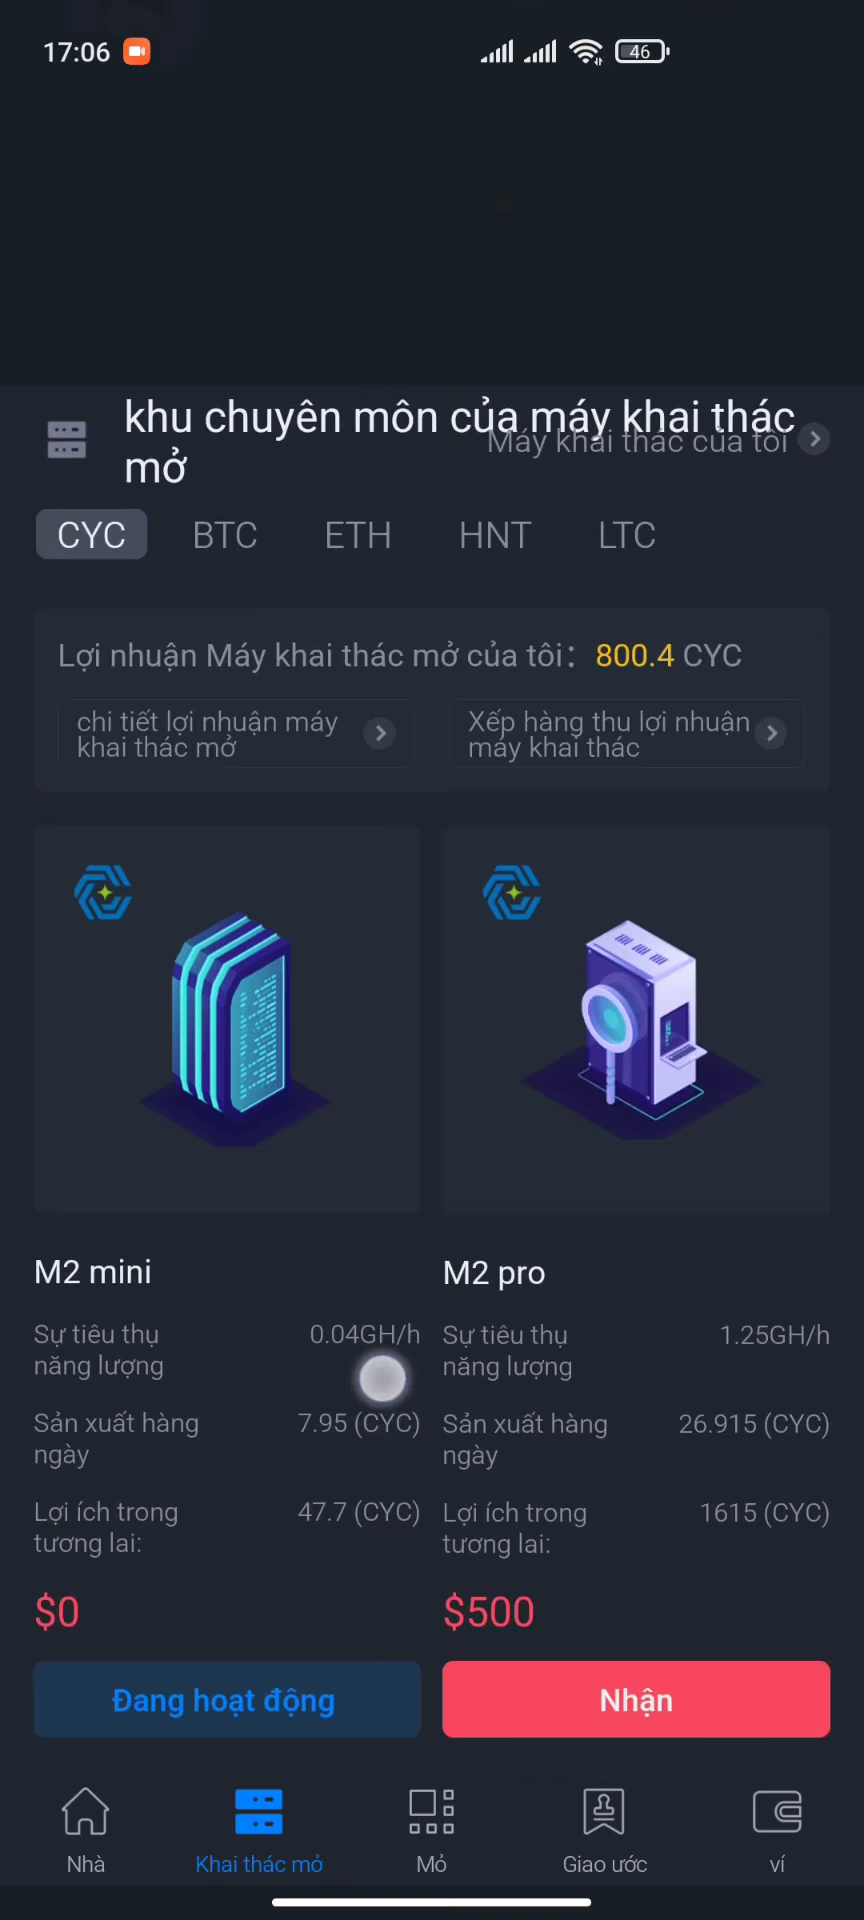 17:06
46
khu chuyên môn của máy khai thác
mở
Máy khai thác của tôi
CYC BTC ETH HNT LTC
Lợi nhuận Máy khai thác mở của tôi： 800.4 CYC
chi tiết lợi nhuận máy
khai thác mở
Xếp hàng thu lợi nhuận
máy khai thác
M2 mini
Sự tiêu thụ
năng lượng
0.04GH/h
Sản xuất hàng
ngày
7.95 (CYC)
Lợi ích trong
tương lai:
47.7 (CYC)
$0
Đang hoạt động
M2 pro
Sự tiêu thụ
năng lượng
1.25GH/h
Sản xuất hàng
ngày
26.915 (CYC)
Lợi ích trong
tương lai:
1615 (CYC)
$500
Nhận
Nhà
Khai thác mở
Mỏ
Giao ước
ví